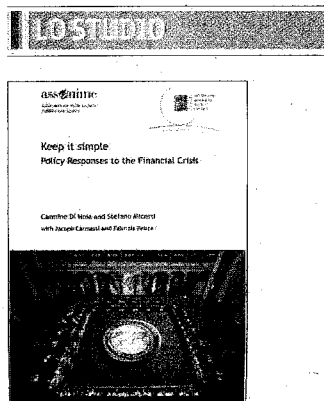 LO STUDIO
assonime
Keep it simple
Policy Responses to the Financial Crisis
Carmine Di Noia and Stefano Micossi
with Jacopo Carmassi and Fabrizia Peirce